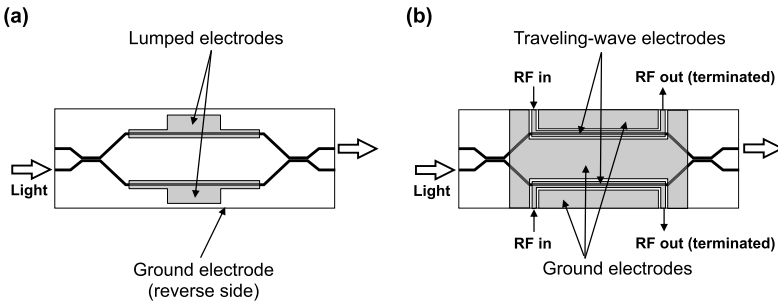 (a)
Lumped electrodes
Light
Ground electrode
(reverse side)
(b)
Traveling-wave electrodes
RF in
RF out (terminated)
Light
RF in
RF out (terminated)
Ground electrodes